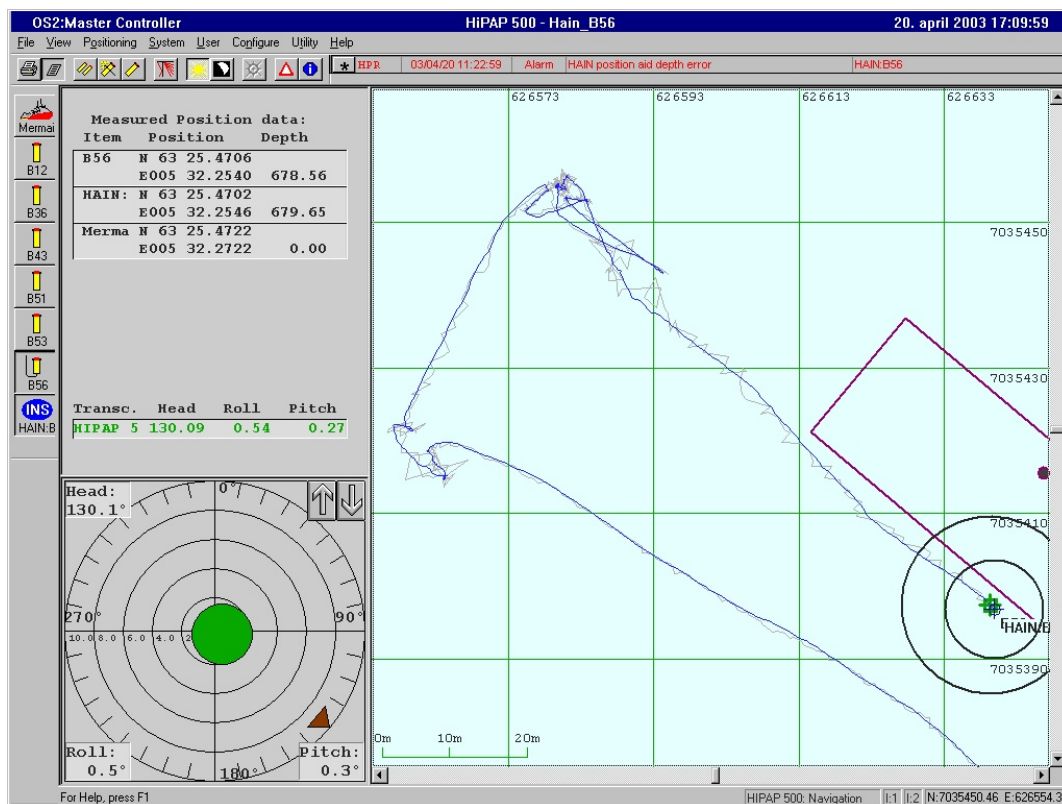 OS2:Master Controller HiPAP 500 - Hain_B56 20. april 2003 17:09:59
File View Positioning System User Configure Utility Help
* HPR 03/04/20 11:22:59 Alarm HAIN position aid depth error HAIN:B56
Mermai
B12
B36
B43
B51
B53
B56
INS
HAIN:B
Measured Position data:
Item Position Depth
B56 N 63 25.4706
E005 32.2540 678.56
HAIN: N 63 25.4702
E005 32.2546 679.65
Merma N 63 25.4722
E005 32.2722 0.00
Transc. Head Roll Pitch
HIPAP 5 130.09 0.54 0.27
Head:
130.1°
0°
270° 90°
10.0 8.0 6.0 4.0 2
Roll:
0.5°
180°
Pitch:
0.3°
626573 626593 626613 626633
7035450
7035430
7035410
HAIN:B
7035390
0m 10m 20m
For Help, press F1 HIPAP 500: Navigation I:1 I:2 N:7035450.46 E:626554.3